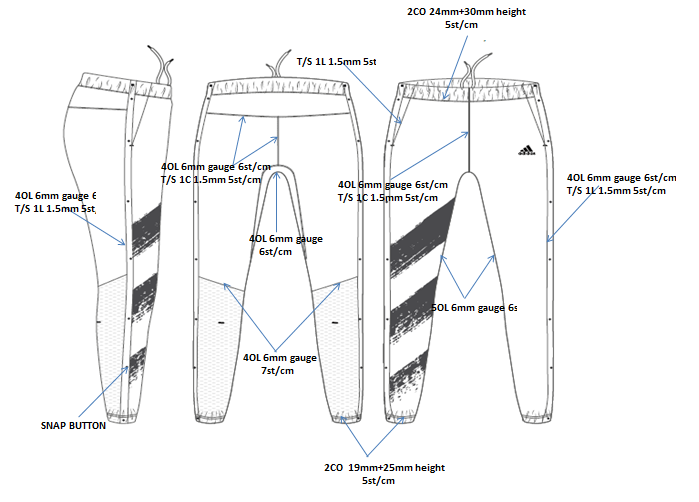 2CO 24mm+30mm height
5st/cm
T/S 1L 1.5mm 5st
4OL 6mm gauge 6st/cm
T/S 1C 1.5mm 5st/cm
4OL 6mm gauge 6st/cm
T/S 1C 1.5mm 5st/cm
4OL 6mm gauge 6st/cm
T/S 1L 1.5mm 5st/cm
4OL 6mm gauge 6
T/S 1L 1.5mm 5st
4OL 6mm gauge
6st/cm
5OL 6mm gauge 6s
4OL 6mm gauge
7st/cm
SNAP BUTTON
2CO 19mm+25mm height
5st/cm